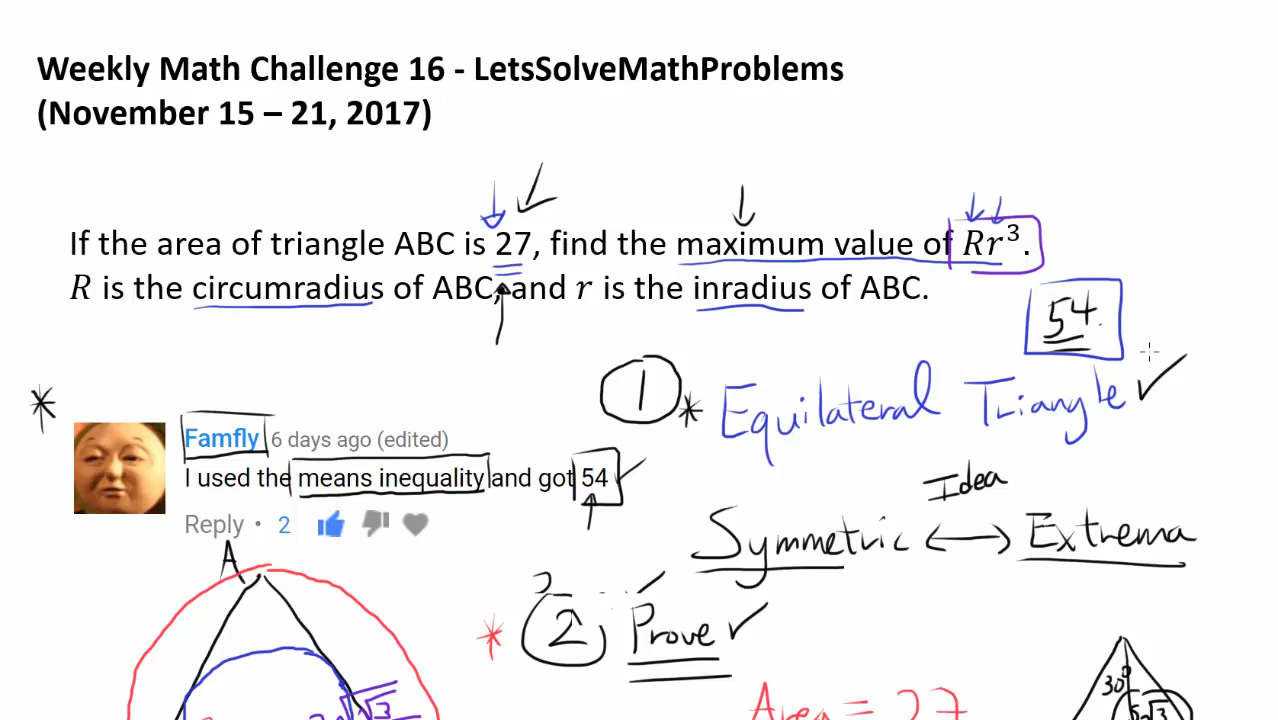 Weekly Math Challenge 16 - LetsSolveMathProblems
(November 15 – 21, 2017)
If the area of triangle ABC is 27, find the maximum value of Rr³.
R is the circumradius of ABC, and r is the inradius of ABC.
54.
1 * Equilateral Triangle
*
Famfly 6 days ago (edited)
I used the means inequality and got 54
Reply • 2
Idea
Symmetric ⟷ Extrema
A
* 2 Prove
30°
√√3
Area = 27